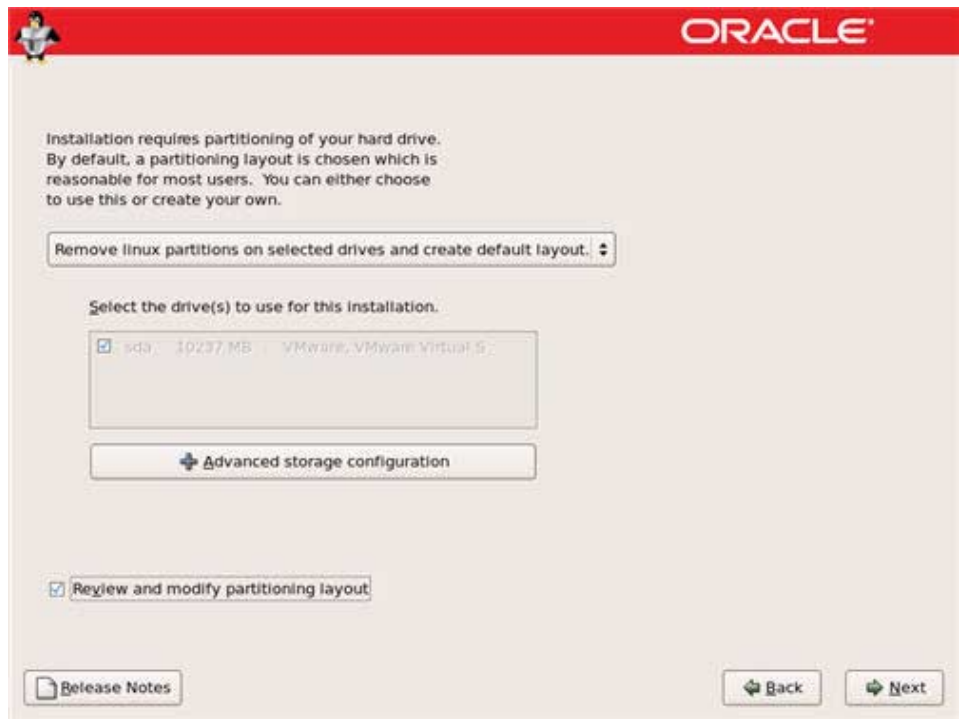 ORACLE
Installation requires partitioning of your hard drive.
By default, a partitioning layout is chosen which is
reasonable for most users. You can either choose
to use this or create your own.
Remove linux partitions on selected drives and create default layout.
Select the drive(s) to use for this installation.
sda 10237 MB VMware, VMware Virtual S
Advanced storage configuration
Review and modify partitioning layout
Release Notes
Back
Next